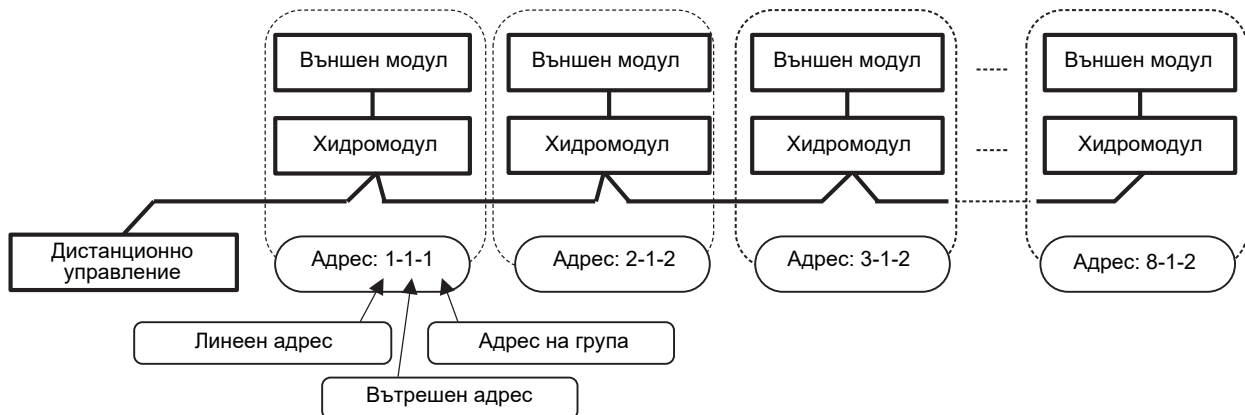 Външен модул
Външен модул
Външен модул
-----
Външен модул
Хидромодул
Хидромодул
Хидромодул
-----
Хидромодул
Дистанционно
управление
Адрес: 1-1-1
Адрес: 2-1-2
Адрес: 3-1-2
Адрес: 8-1-2
Линеен адрес
Адрес на група
Вътрешен адрес